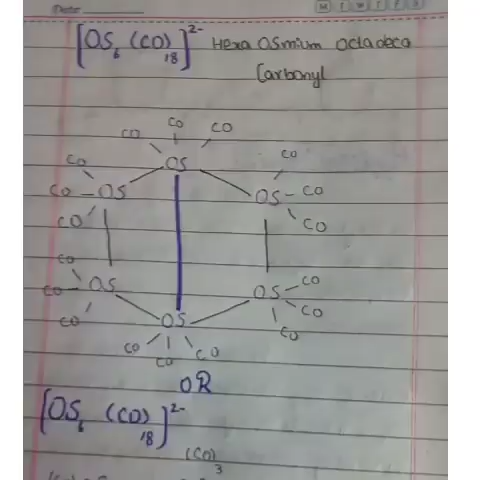 Date
M T W T F S
[OS6 (CO)18]2- Hexa Osmium Octadeca
Carbonyl
CO CO CO
CO OS CO
CO - OS OS - CO
CO CO
CO
CO - OS OS - CO
CO OS CO
CO CO CO CO
OR
[OS6 (CO)18]2-
(CO)3